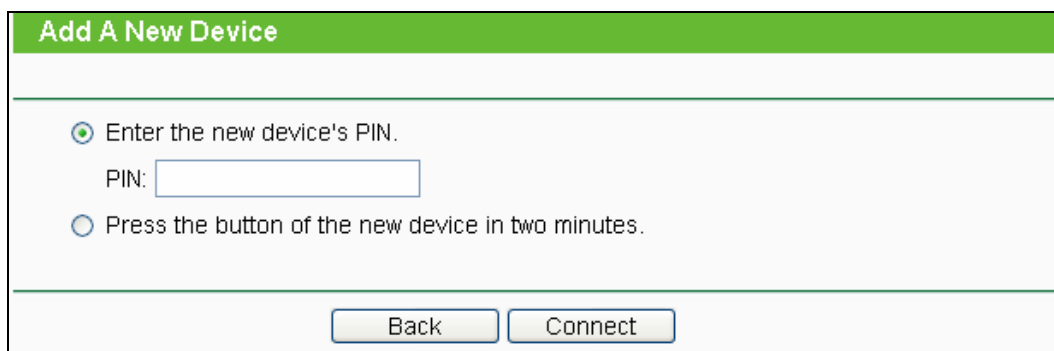 Add A New Device
Enter the new device's PIN.
PIN:
Press the button of the new device in two minutes.
Back Connect